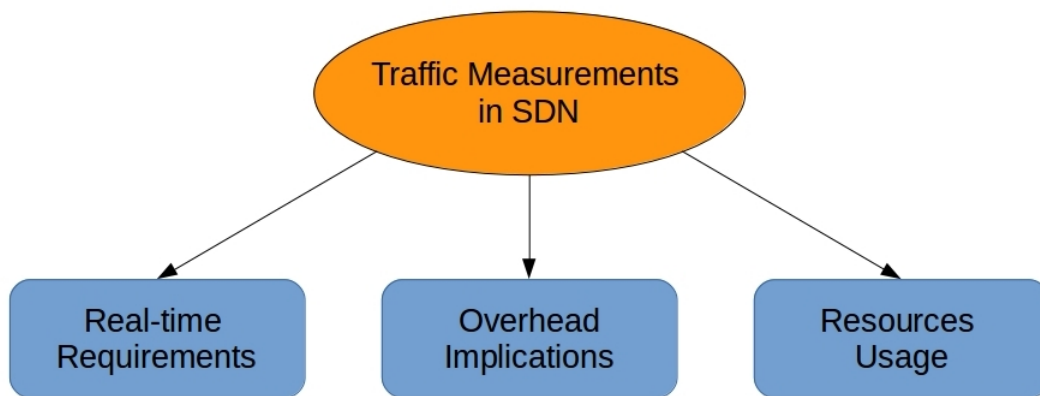 Traffic Measurements
in SDN
Real-time
Requirements
Overhead
Implications
Resources
Usage